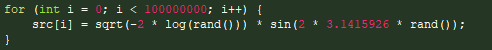 for (int i = 0; i < 100000000; i++) {
src[i] = sqrt(-2 * log(rand())) * sin(2 * 3.1415926 * rand());
}